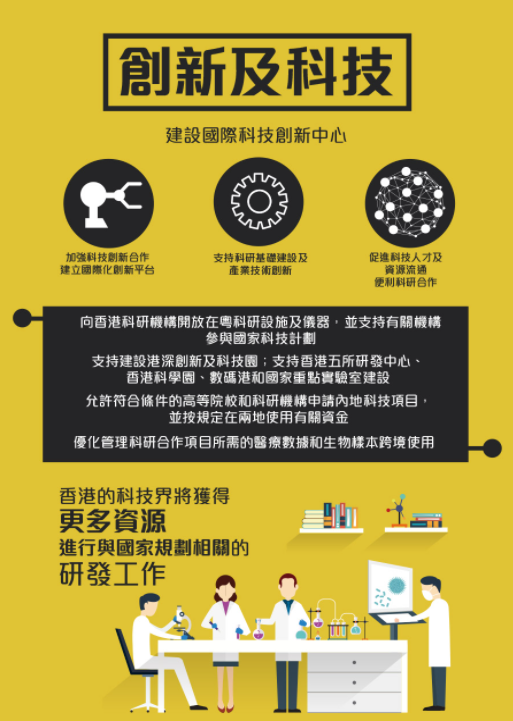 創新及科技
建設國際科技創新中心
加強科技創新合作
建立國際化創新平台
支持科研基礎建設及
產業技術創新
促進科技人才及
資源流通
便利科研合作
向香港科研機構開放在粵科研設施及儀器，並支持有關機構
參與國家科技計劃
支持建設港深創新及科技園；支持香港五所研發中心、
香港科學園、數碼港和國家重點實驗室建設
允許符合條件的高等院校和科研機構申請內地科技項目，
並按規定在兩地使用有關資金
優化管理科研合作項目所需的醫療數據和生物樣本跨境使用
香港的科技界將獲得
更多資源
進行與國家規劃相關的
研發工作